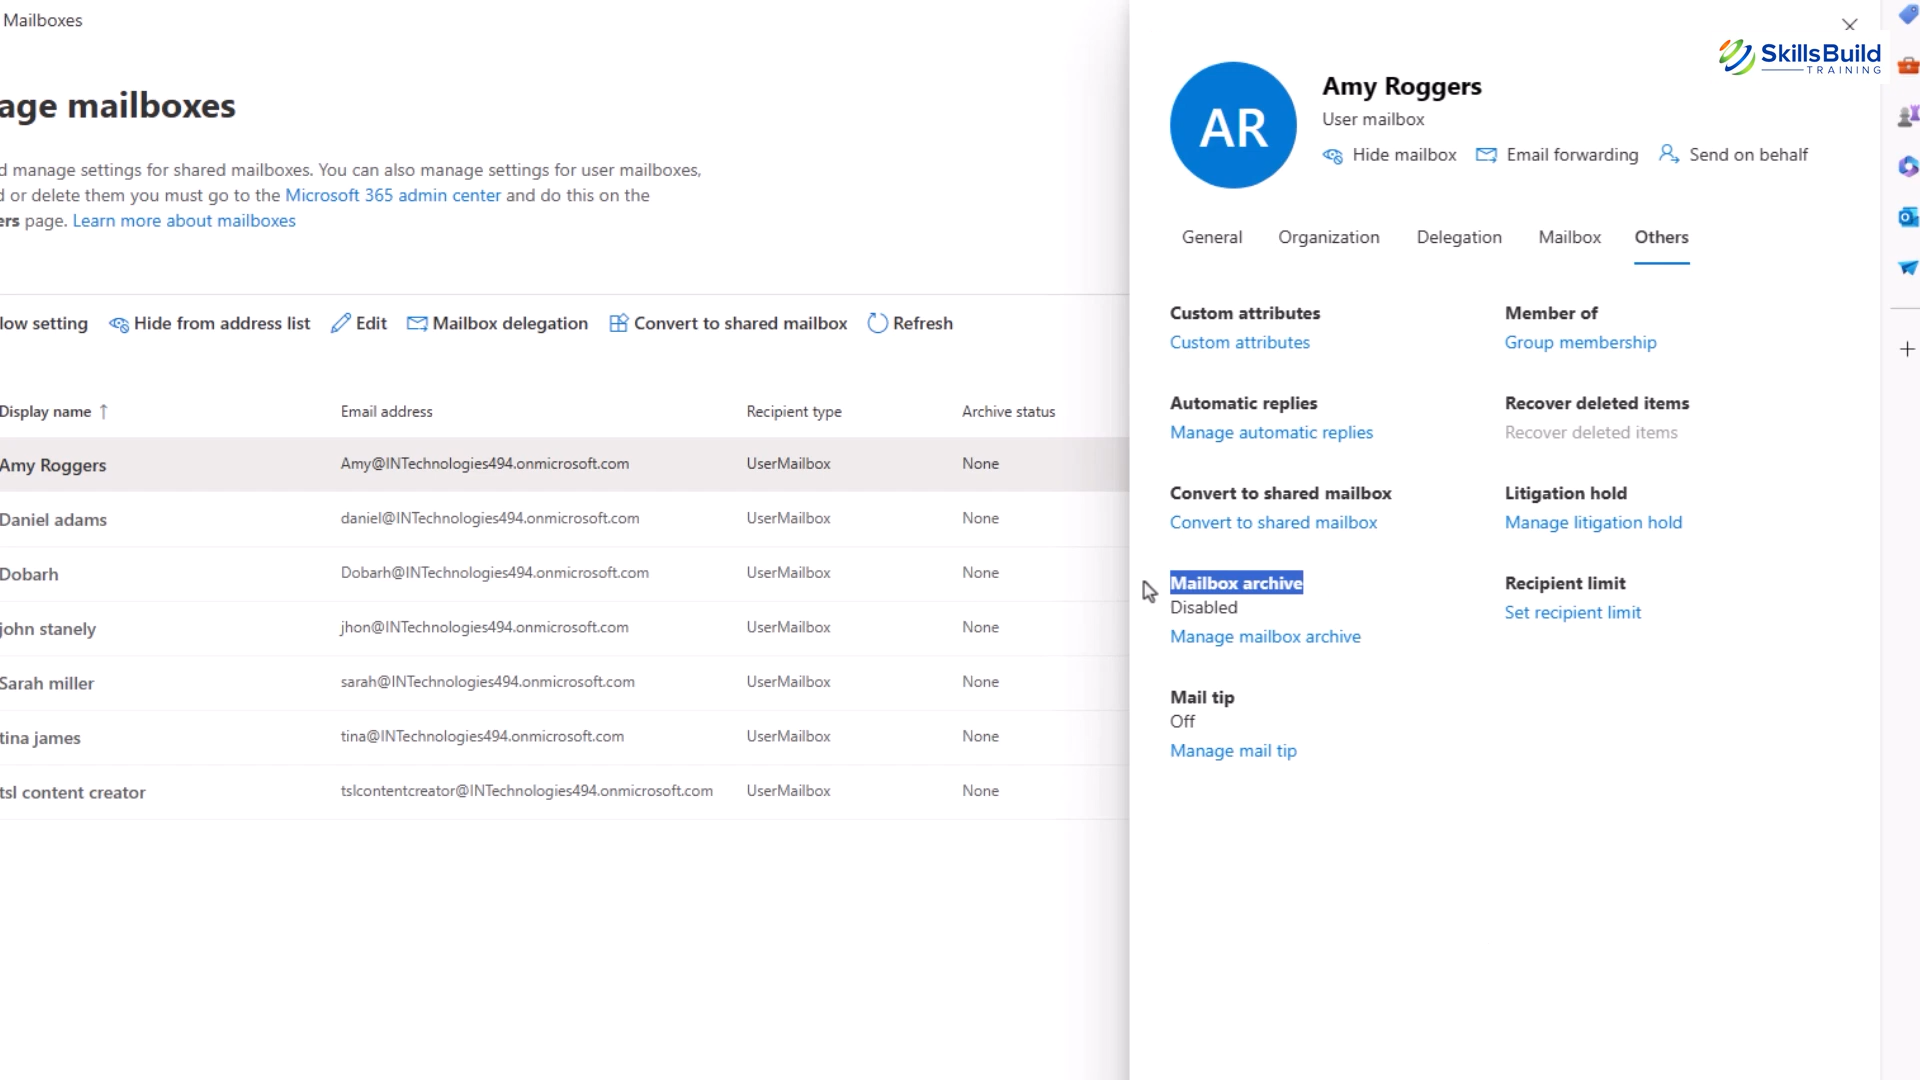 Mailboxes
age mailboxes
d manage settings for shared mailboxes. You can also manage settings for user mailboxes,
d or delete them you must go to the Microsoft 365 admin center and do this on the
ers page. Learn more about mailboxes
low setting Hide from address list Edit Mailbox delegation Convert to shared mailbox Refresh
Display name ↑ Email address Recipient type Archive status
Amy Roggers Amy@INTechnologies494.onmicrosoft.com UserMailbox None
Daniel adams daniel@INTechnologies494.onmicrosoft.com UserMailbox None
Dobarh Dobarh@INTechnologies494.onmicrosoft.com UserMailbox None
john stanely jhon@INTechnologies494.onmicrosoft.com UserMailbox None
Sarah miller sarah@INTechnologies494.onmicrosoft.com UserMailbox None
tina james tina@INTechnologies494.onmicrosoft.com UserMailbox None
tsl content creator tslcontentcreator@INTechnologies494.onmicrosoft.com UserMailbox None
SkillsBuild
TRAINING
AR
Amy Roggers
User mailbox
Hide mailbox Email forwarding Send on behalf
General Organization Delegation Mailbox Others
Custom attributes
Custom attributes
Member of
Group membership
Automatic replies
Manage automatic replies
Recover deleted items
Recover deleted items
Convert to shared mailbox
Convert to shared mailbox
Litigation hold
Manage litigation hold
Mailbox archive
Disabled
Manage mailbox archive
Recipient limit
Set recipient limit
Mail tip
Off
Manage mail tip